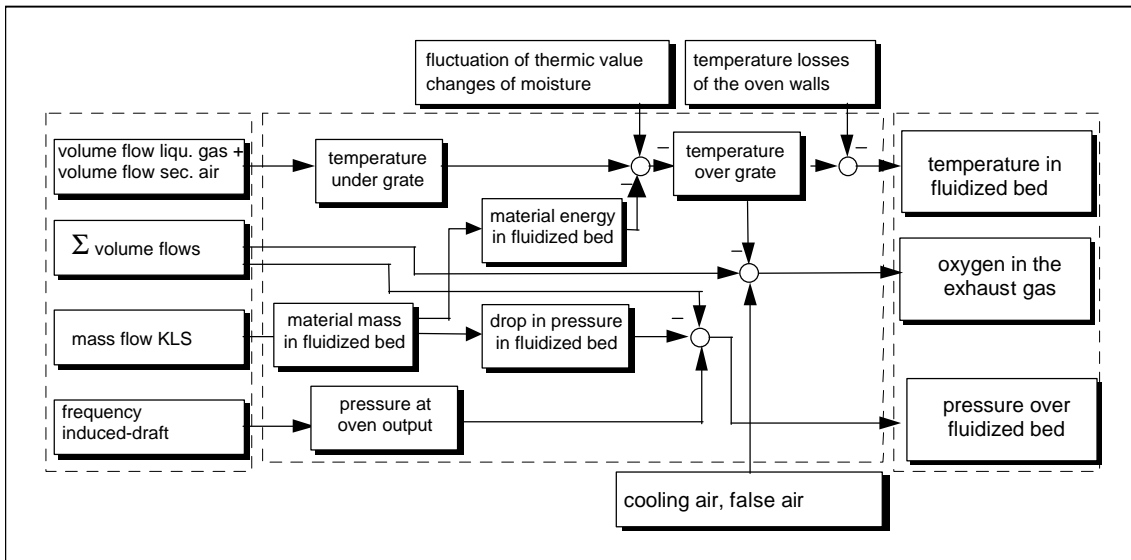 fluctuation of thermic value
changes of moisture
temperature losses
of the oven walls
volume flow liqu. gas +
volume flow sec. air
temperature
under grate
–
temperature
over grate
–
temperature in
fluidized bed
–
material energy
in fluidized bed
Σ volume flows
–
oxygen in the
exhaust gas
mass flow KLS
material mass
in fluidized bed
drop in pressure
in fluidized bed
–
frequency
induced-draft
pressure at
oven output
pressure over
fluidized bed
cooling air, false air